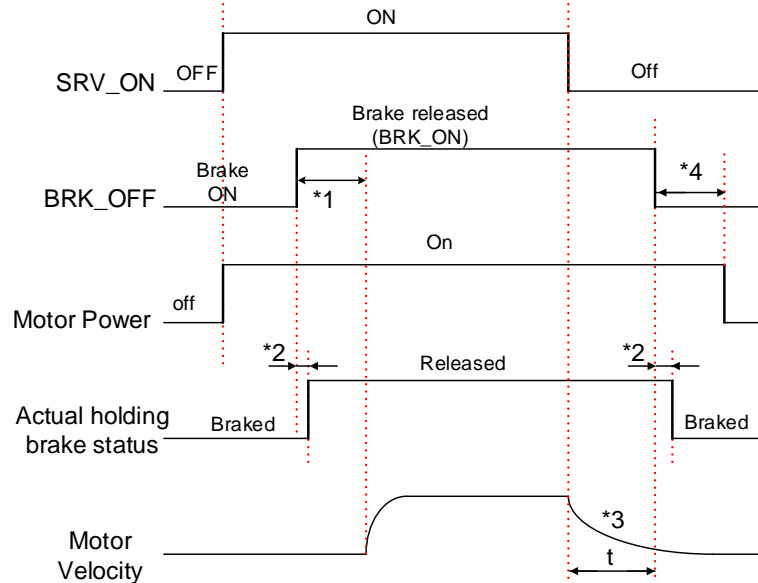 ON
OFF
Off
SRV_ON
Brake released
(BRK_ON)
Brake
ON
*1
*4
BRK_OFF
On
off
Motor Power
*2
*2
Released
Actual holding
brake status
Braked
Braked
*3
Motor
Velocity
t